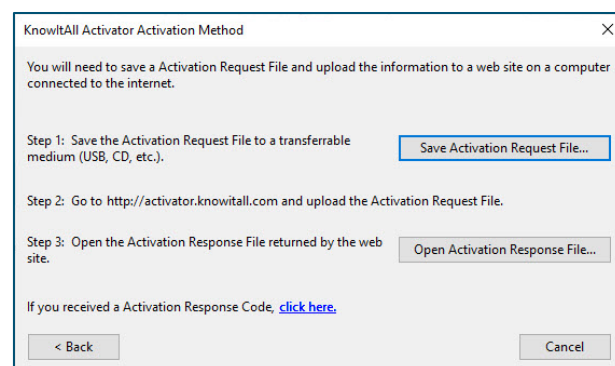 KnowItAll Activator Activation Method
You will need to save a Activation Request File and upload the information to a web site on a computer
connected to the internet.
Step 1: Save the Activation Request File to a transferrable
medium (USB, CD, etc.).
Save Activation Request File...
Step 2: Go to http://activator.knowitall.com and upload the Activation Request File.
Step 3: Open the Activation Response File returned by the web
site.
Open Activation Response File...
If you received a Activation Response Code, click here.
< Back
Cancel